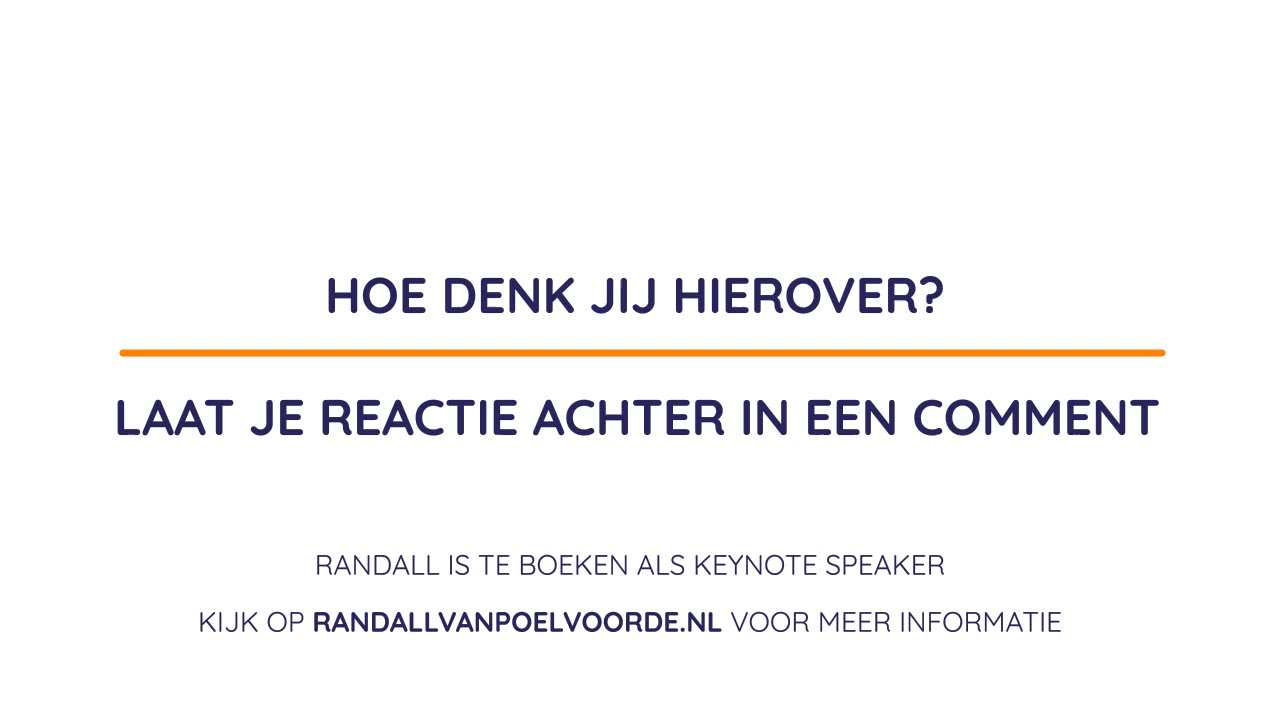 HOE DENK JIJ HIEROVER?
LAAT JE REACTIE ACHTER IN EEN COMMENT
RANDALL IS TE BOEKEN ALS KEYNOTE SPEAKER
KIJK OP RANDALLVANPOELVOORDE.NL VOOR MEER INFORMATIE